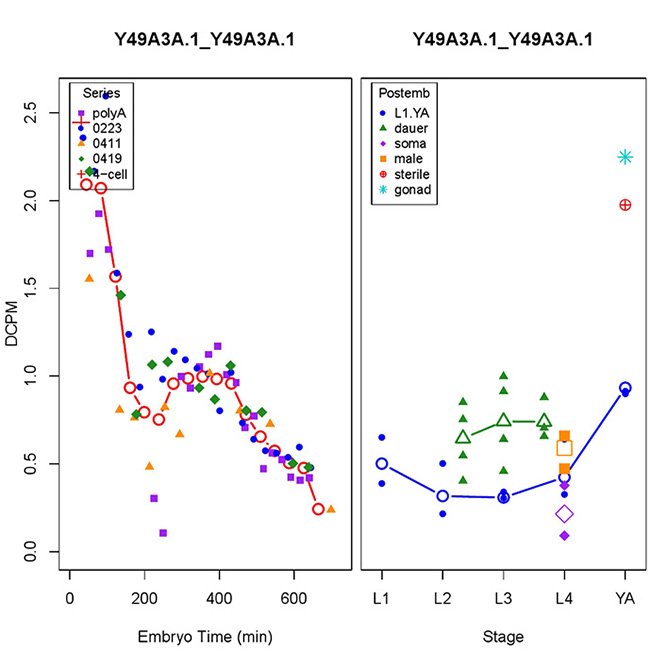 Y49A3A.1_Y49A3A.1
Series
polyA
0223
0411
0419
4−cell
DCPM
0.0
0.5
1.0
1.5
2.0
2.5
0 200 400 600
Embryo Time (min)
Y49A3A.1_Y49A3A.1
Postemb
L1.YA
dauer
soma
male
sterile
gonad
L1 L2 L3 L4 YA
Stage